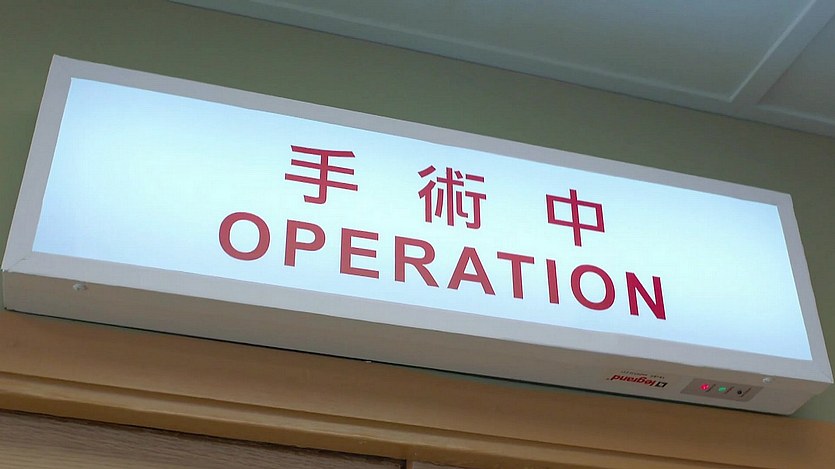 手術中
OPERATION
legrand